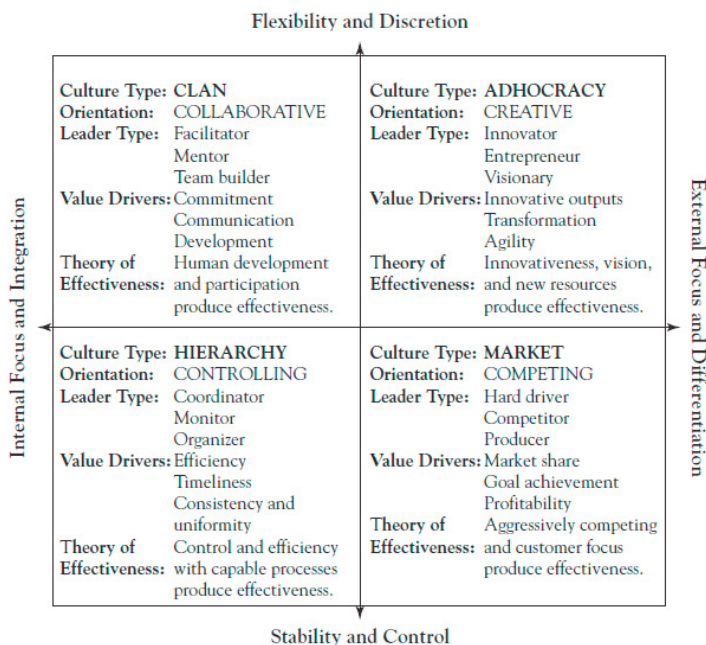 Flexibility and Discretion
Internal Focus and Integration
Culture Type: CLAN
Orientation: COLLABORATIVE
Leader Type: Facilitator
Mentor
Team builder
Value Drivers: Commitment
Communication
Development
Theory of Human development
Effectiveness: and participation
produce effectiveness.
Culture Type: ADHOCRACY
Orientation: CREATIVE
Leader Type: Innovator
Entrepreneur
Visionary
Value Drivers: Innovative outputs
Transformation
Agility
Theory of Innovativeness, vision,
Effectiveness: and new resources
produce effectiveness.
Culture Type: HIERARCHY
Orientation: CONTROLLING
Leader Type: Coordinator
Monitor
Organizer
Value Drivers: Efficiency
Timeliness
Consistency and
uniformity
Theory of Control and efficiency
Effectiveness: with capable processes
produce effectiveness.
Culture Type: MARKET
Orientation: COMPETING
Leader Type: Hard driver
Competitor
Producer
Value Drivers: Market share
Goal achievement
Profitability
Theory of Aggressively competing
Effectiveness: and customer focus
produce effectiveness.
External Focus and Differentiation
Stability and Control